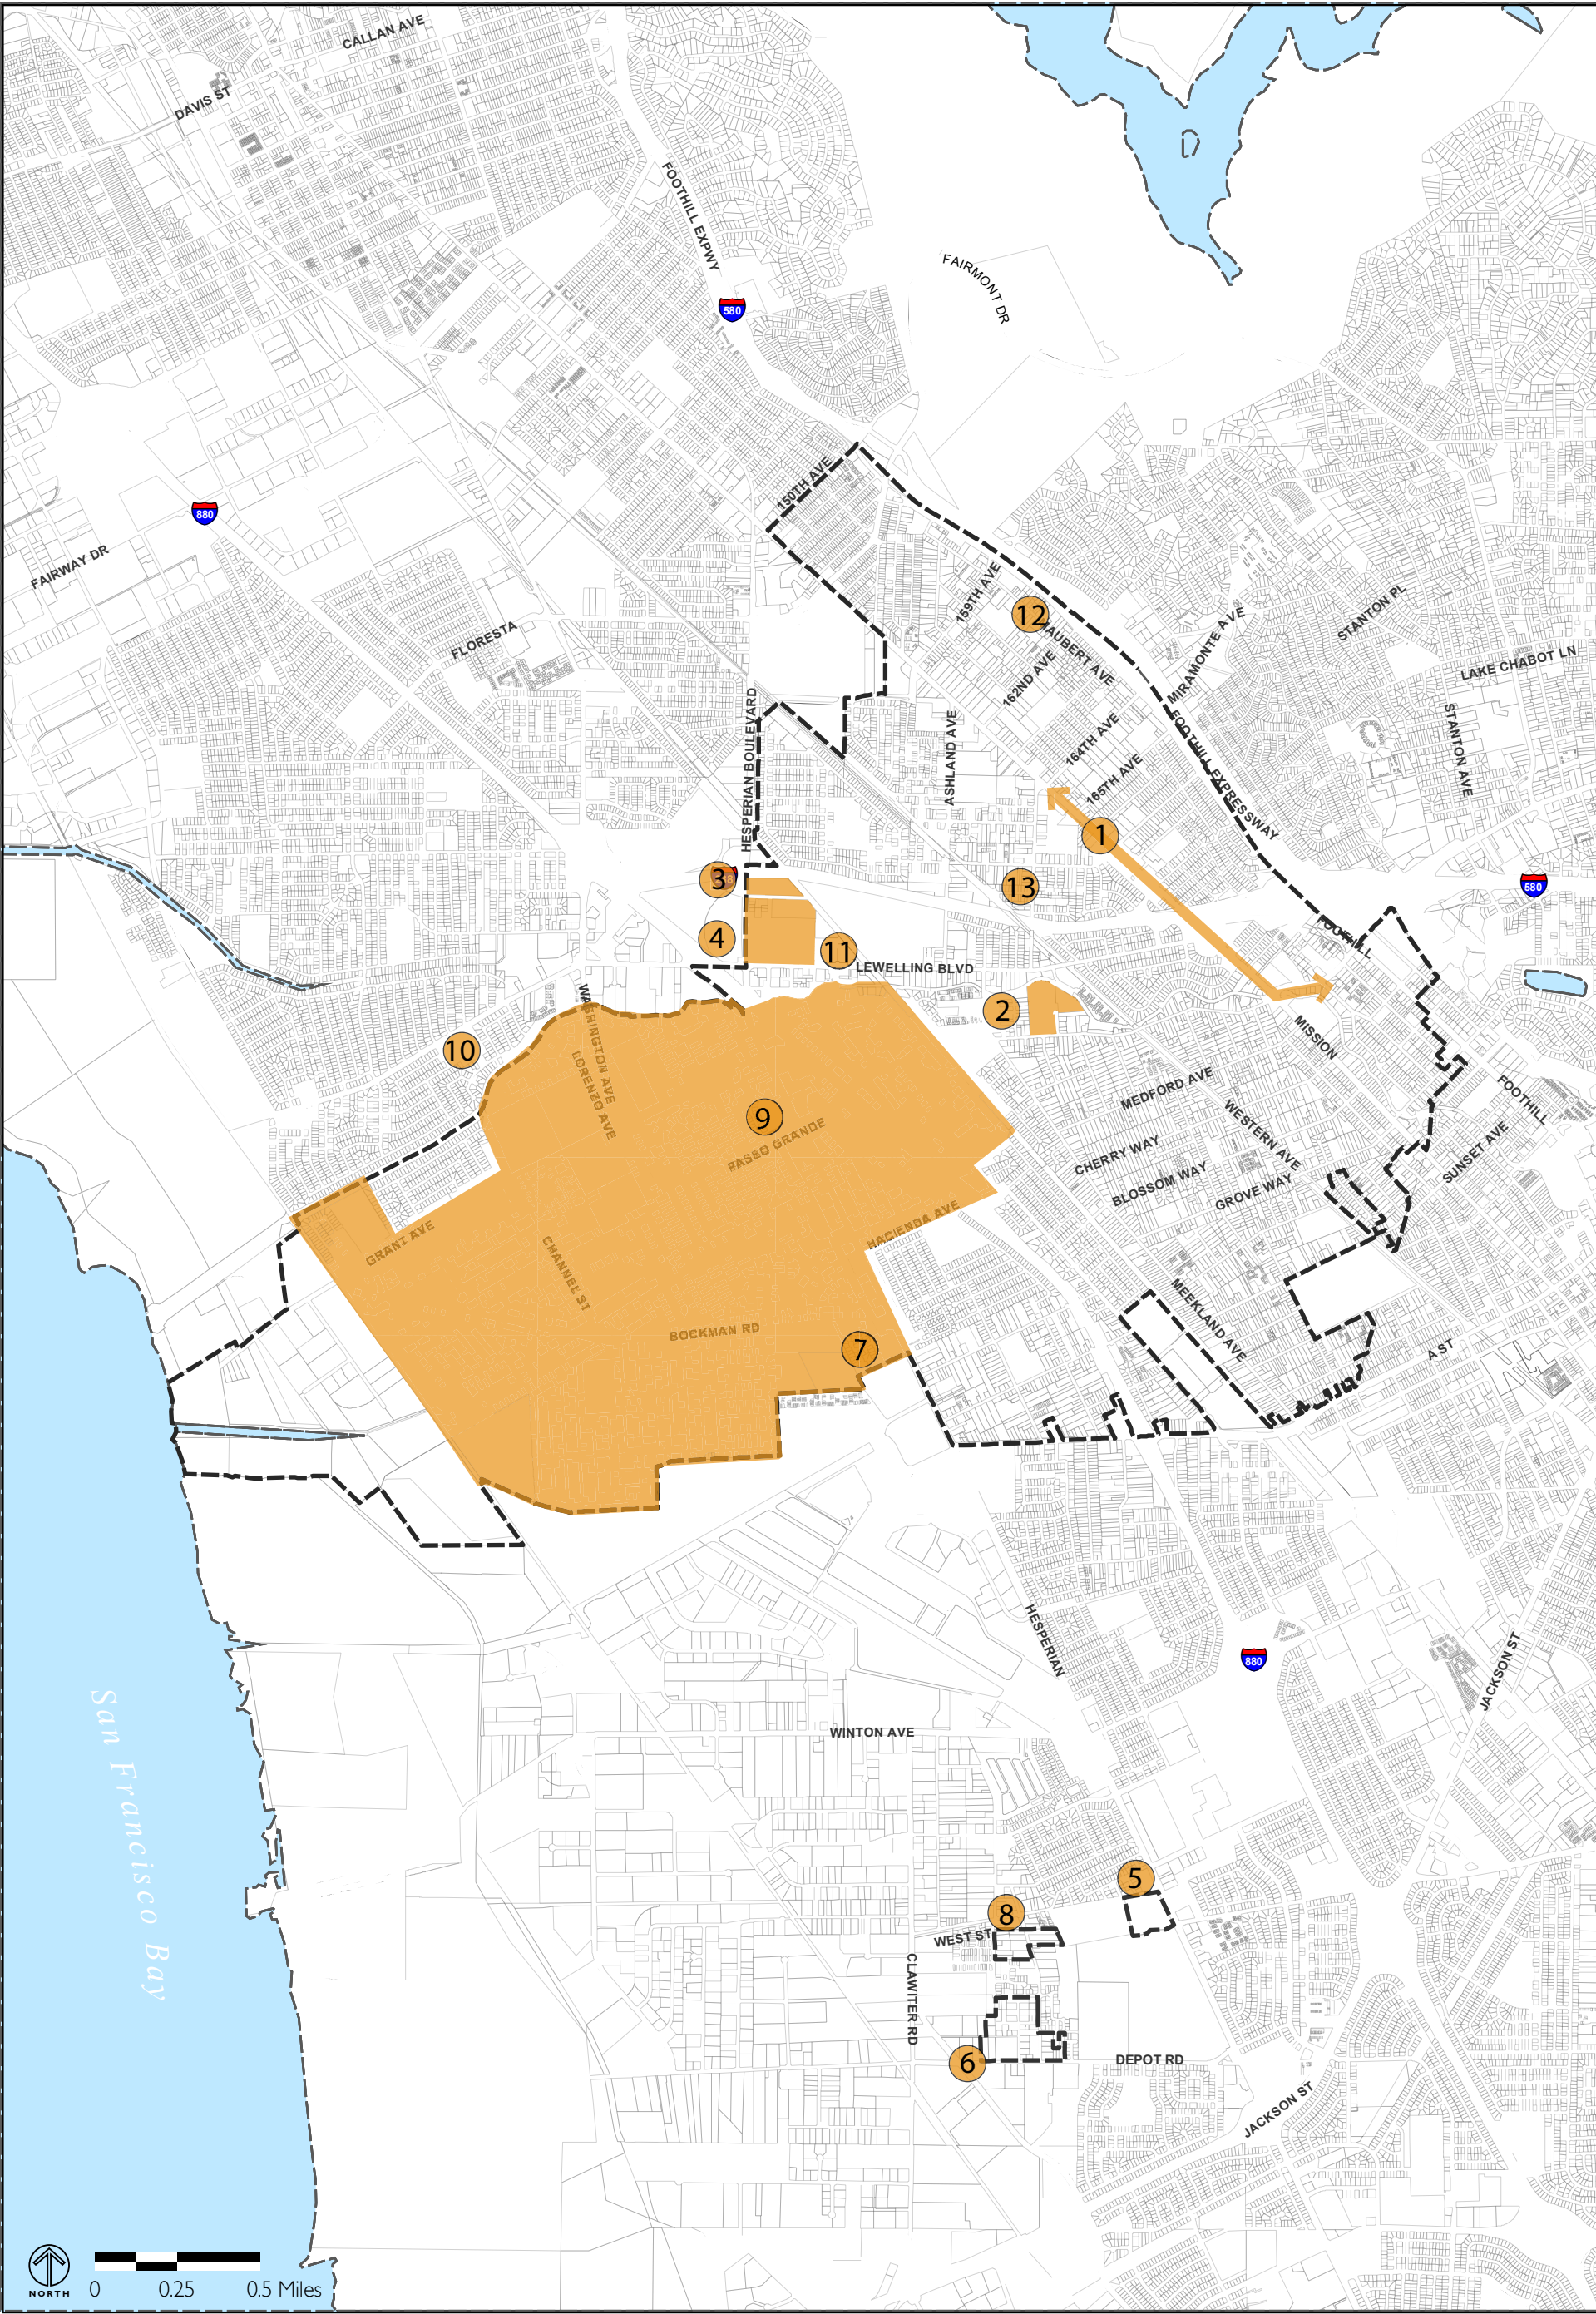 CALLAN AVE
DAVIS ST
FOOTHILL EXPWY
FAIRMONT DR
580
150TH AVE
880
FAIRWAY DR
159TH AVE
12
STANTON PL
MIRAMONTE AVE
FLORESTA
162ND AVE
LAKE CHABOT LN
HESPERIAN BOULEVARD
ASHLAND AVE
164TH AVE
FOOTHILL EXPRESSWAY
STANTON AVE
165TH AVE
1
3
13
580
4
11
FOOTHILL
LEWELLING BLVD
2
10
WASHINGTON AVE
LORENZO AVE
MISSION
MEDFORD AVE
FOOTHILL
9
PASEO GRANDE
WESTERN AVE
CHERRY WAY
SUNSET AVE
BLOSSOM WAY
GROVE WAY
HACIENDA AVE
GRANT AVE
CHANNEL ST
MEEKLAND AVE
BOCKMAN RD
7
A ST
HESPERIAN
880
JACKSON ST
San Francisco Bay
WINTON AVE
5
8
WEST ST
CLAWITER RD
6
DEPOT RD
JACKSON ST
NORTH
0 0.25 0.5 Miles